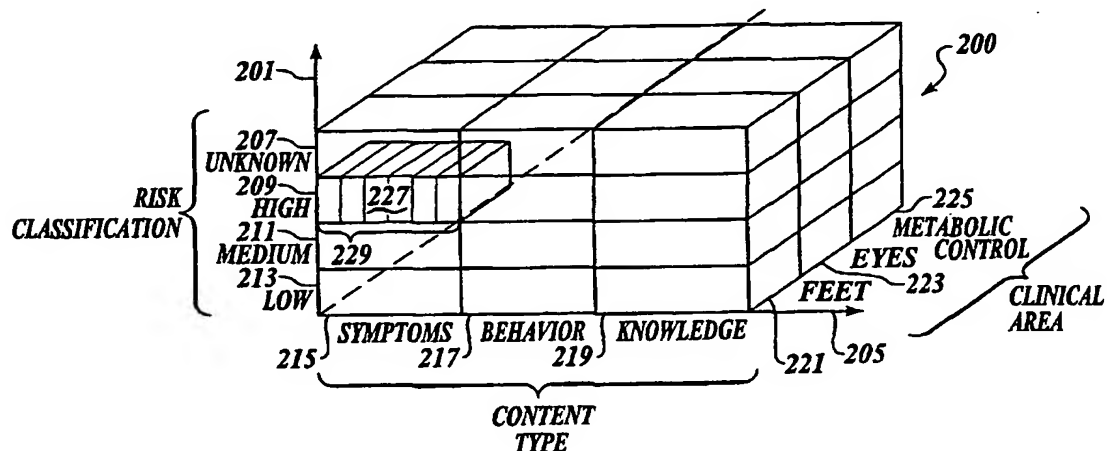 201
200
207
UNKNOWN
209
HIGH
227
RISK
CLASSIFICATION
211
MEDIUM
229
213
LOW
225
METABOLIC
CONTROL
EYES
223
FEET
221
205
CLINICAL
AREA
215
SYMPTOMS
217
BEHAVIOR
219
KNOWLEDGE
CONTENT
TYPE